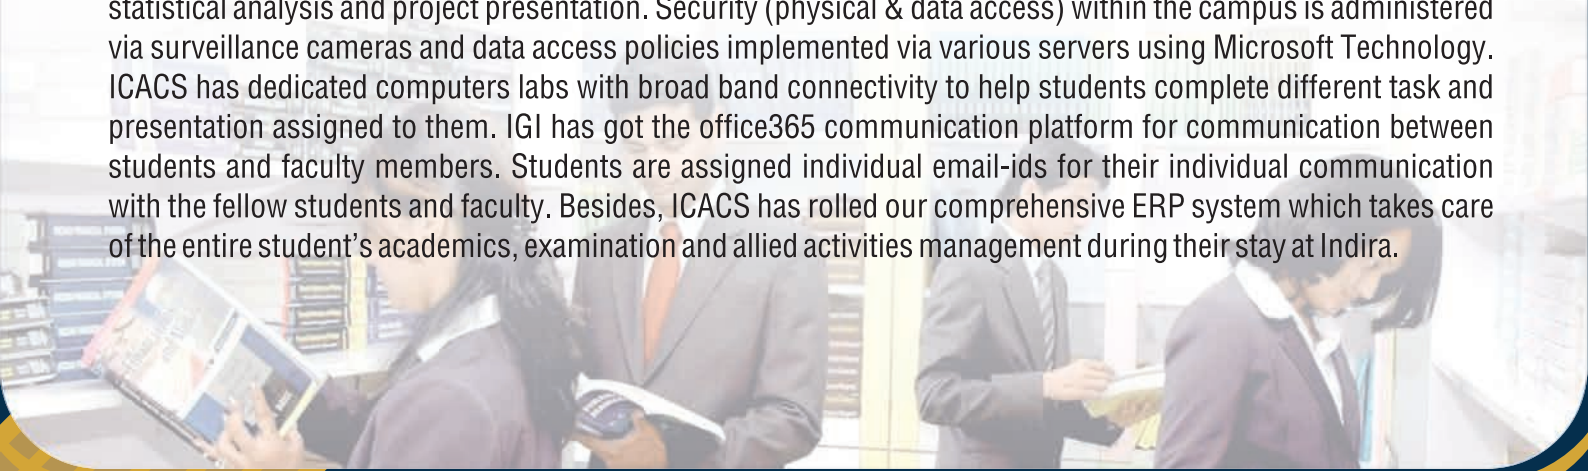 statistical analysis and project presentation. Security (physical & data access) within the campus is administered
via surveillance cameras and data access policies implemented via various servers using Microsoft Technology.
ICACS has dedicated computers labs with broad band connectivity to help students complete different task and
presentation assigned to them. IGI has got the office365 communication platform for communication between
students and faculty members. Students are assigned individual email-ids for their individual communication
with the fellow students and faculty. Besides, ICACS has rolled our comprehensive ERP system which takes care
of the entire student’s academics, examination and allied activities management during their stay at Indira.